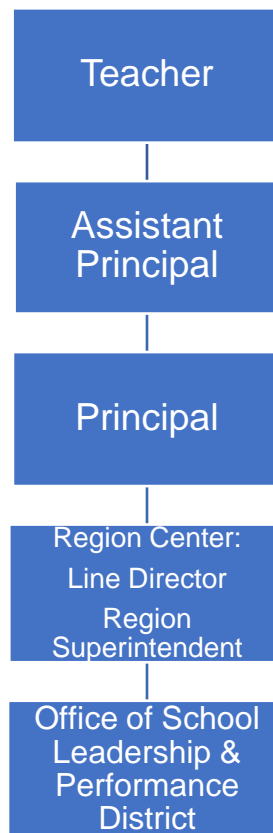 Teacher
Assistant
Principal
Principal
Region Center:
Line Director
Region
Superintendent
Office of School
Leadership &
Performance
District